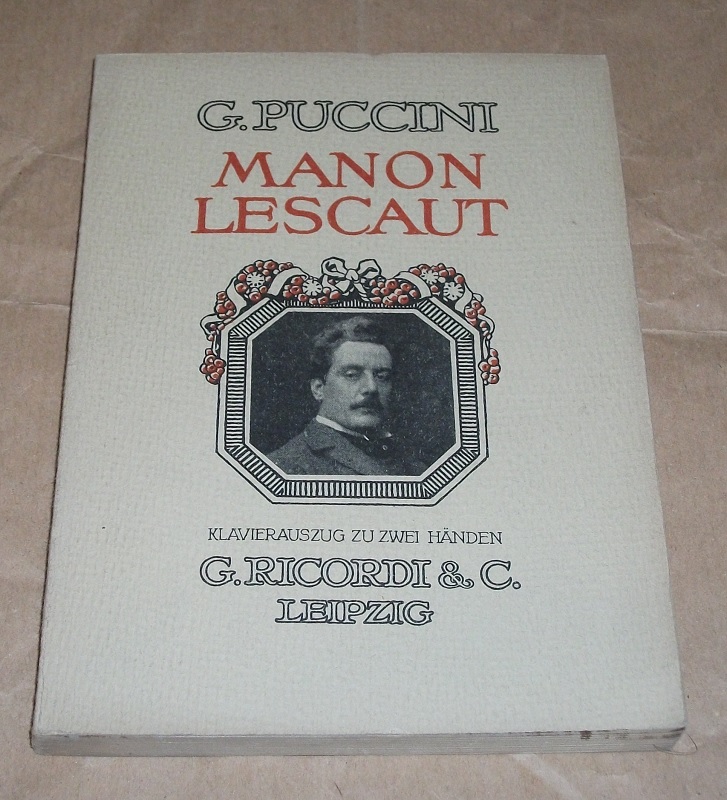 G. PUCCINI
MANON
LESCAUT
KLAVIERAUSZUG ZU ZWEI HÄNDEN
G. RICORDI & C.
LEIPZIG